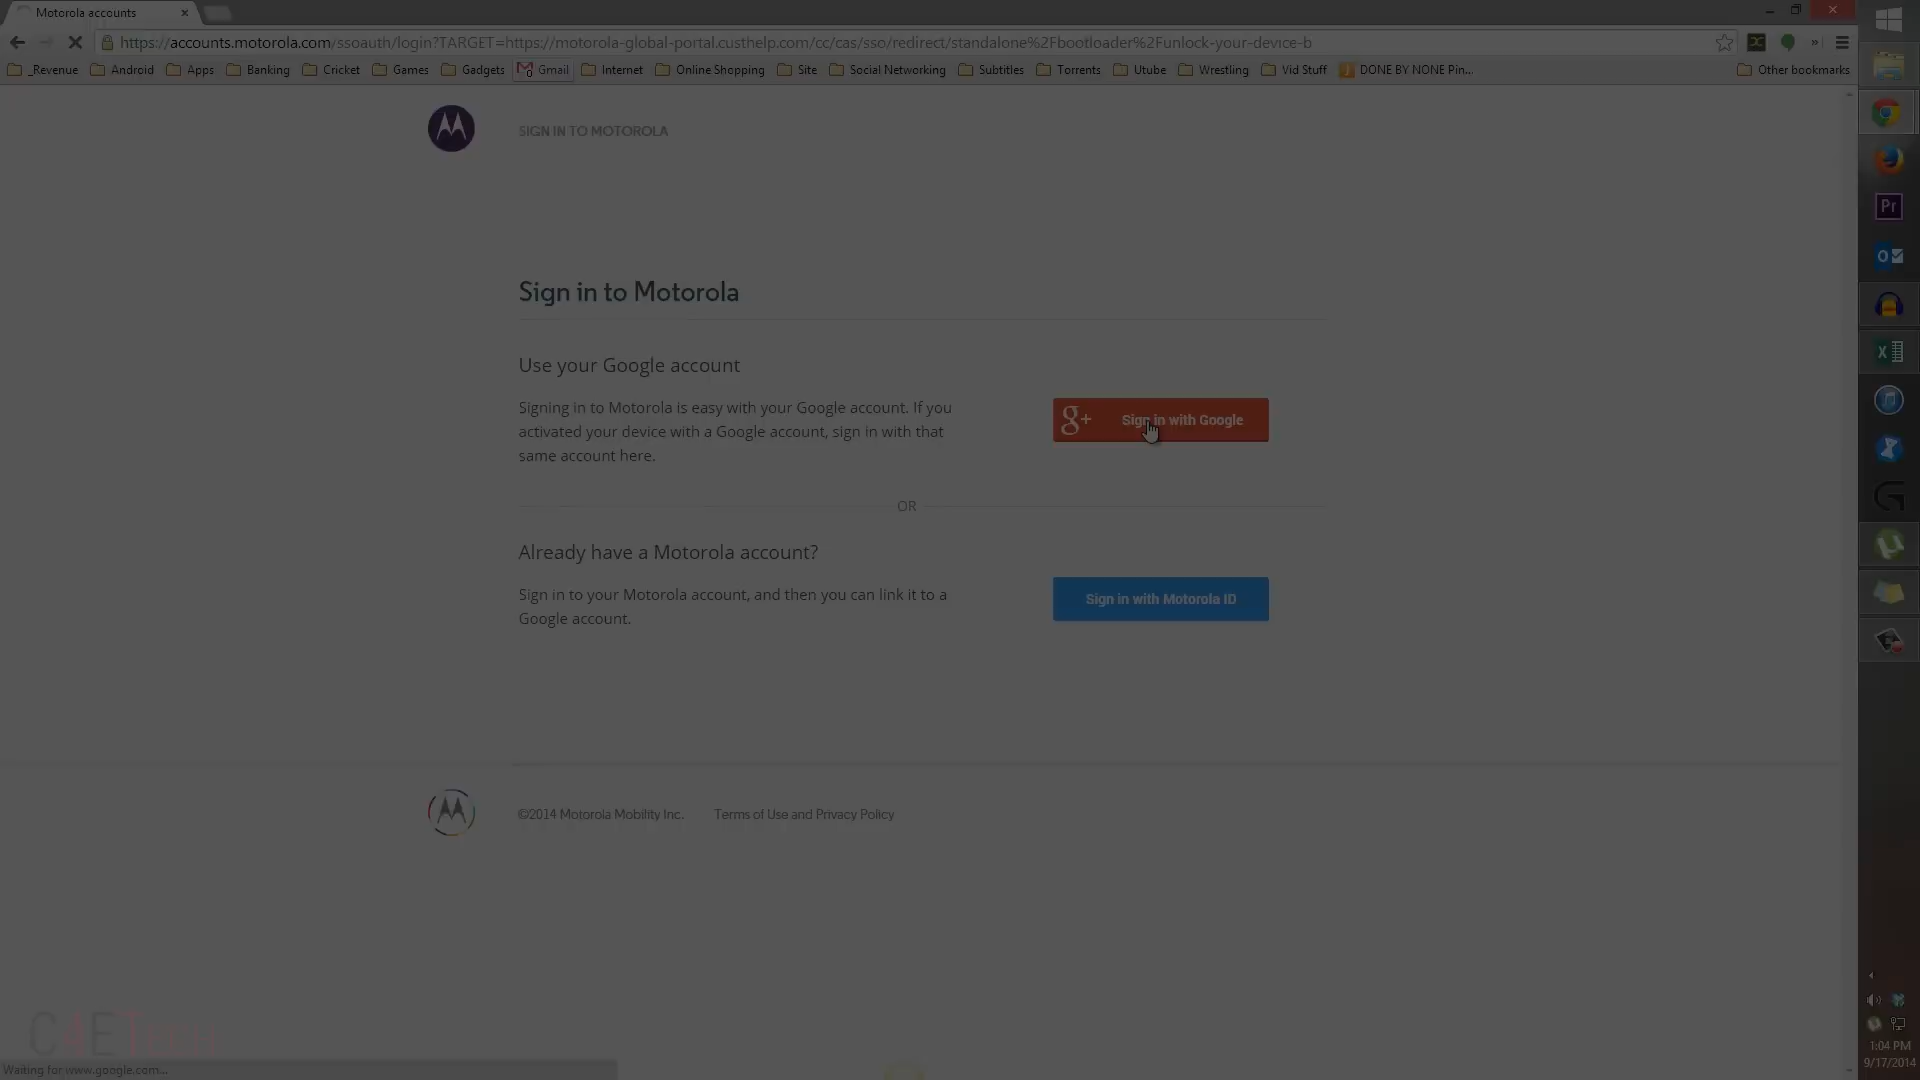 Motorola accounts
https://accounts.motorola.com/ssoauth/login?TARGET=https://motorola-global-portal.custhelp.com/cc/cas/sso/redirect/standalone%2Fbootloader%2Funlock-your-device-b
_Revenue Android Apps Banking Cricket Games Gadgets Gmail Internet Online Shopping Site Social Networking Subtitles Torrents Utube Wrestling Vid Stuff DONE BY NONE Pin... Other bookmarks
SIGN IN TO MOTOROLA
Sign in to Motorola
Use your Google account
Signing in to Motorola is easy with your Google account. If you
activated your device with a Google account, sign in with that
same account here.
g+ Sign in with Google
OR
Already have a Motorola account?
Sign in to your Motorola account, and then you can link it to a
Google account.
Sign in with Motorola ID
©2014 Motorola Mobility Inc. Terms of Use and Privacy Policy
C4ETech
Waiting for www.google.com...
Pr
1:04 PM
9/17/2014